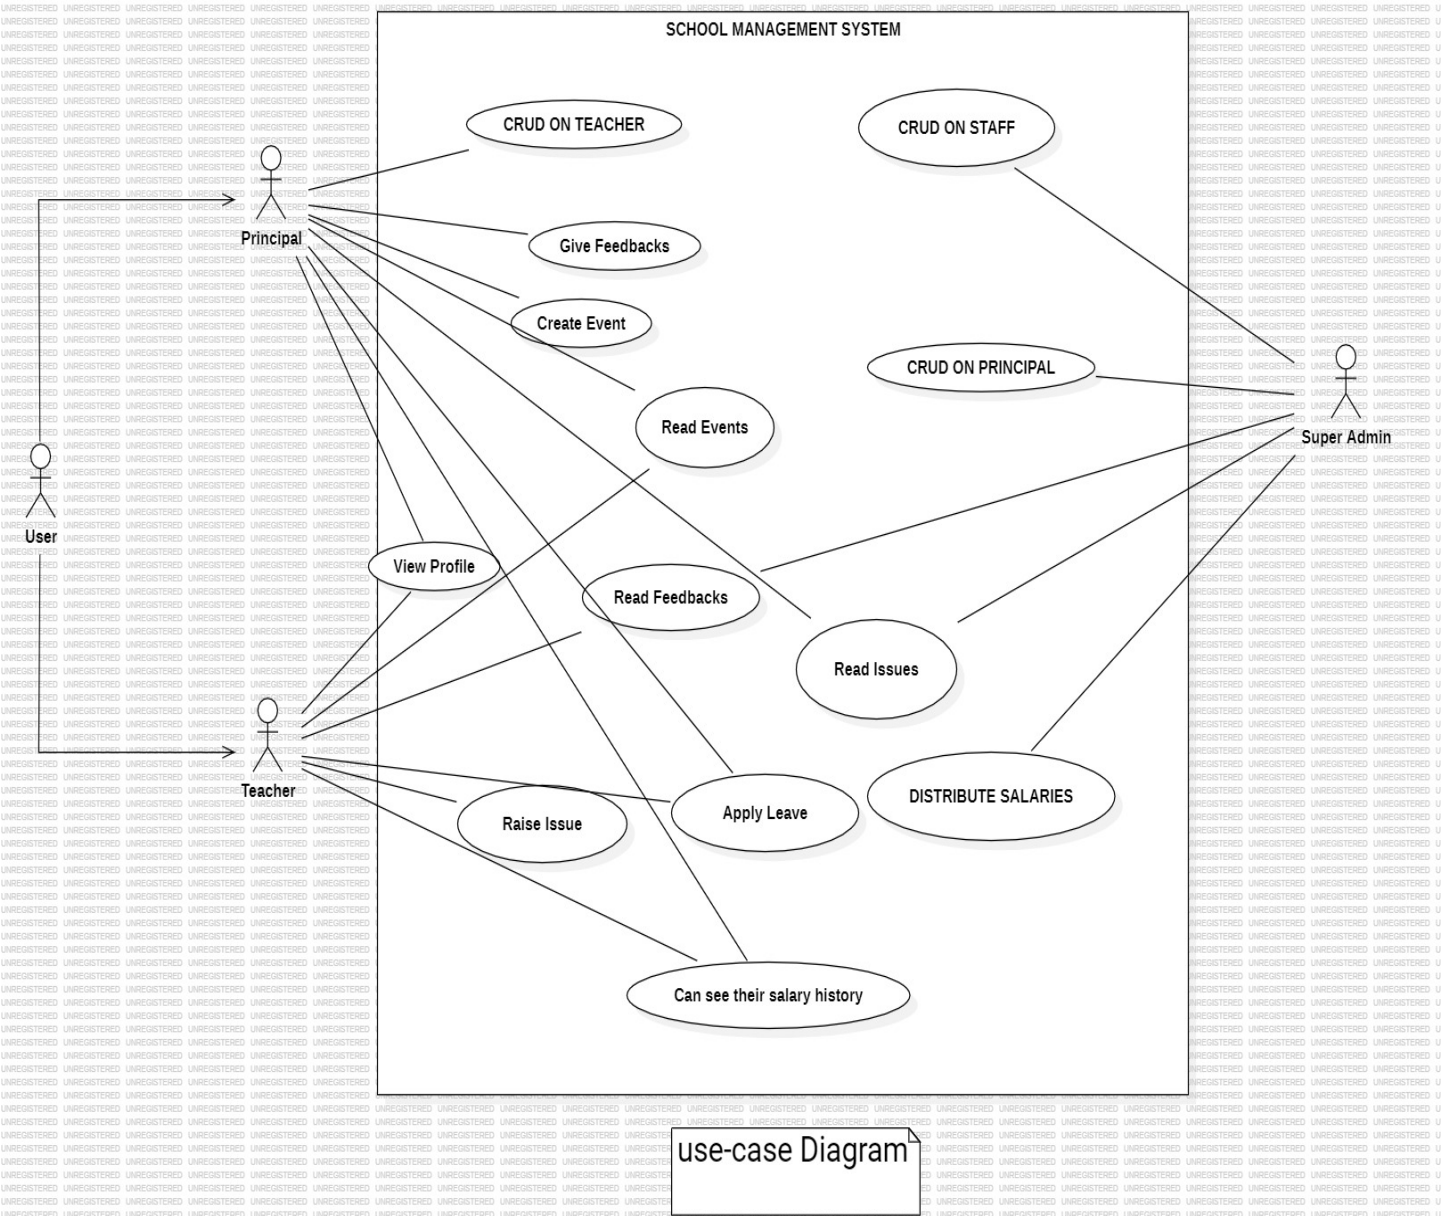 SCHOOL MANAGEMENT SYSTEM
CRUD ON TEACHER
CRUD ON STAFF
Principal
Give Feedbacks
Create Event
CRUD ON PRINCIPAL
Read Events
Super Admin
User
View Profile
Read Feedbacks
Read Issues
Teacher
DISTRIBUTE SALARIES
Apply Leave
Raise Issue
Can see their salary history
use-case Diagram
UNREGISTERED